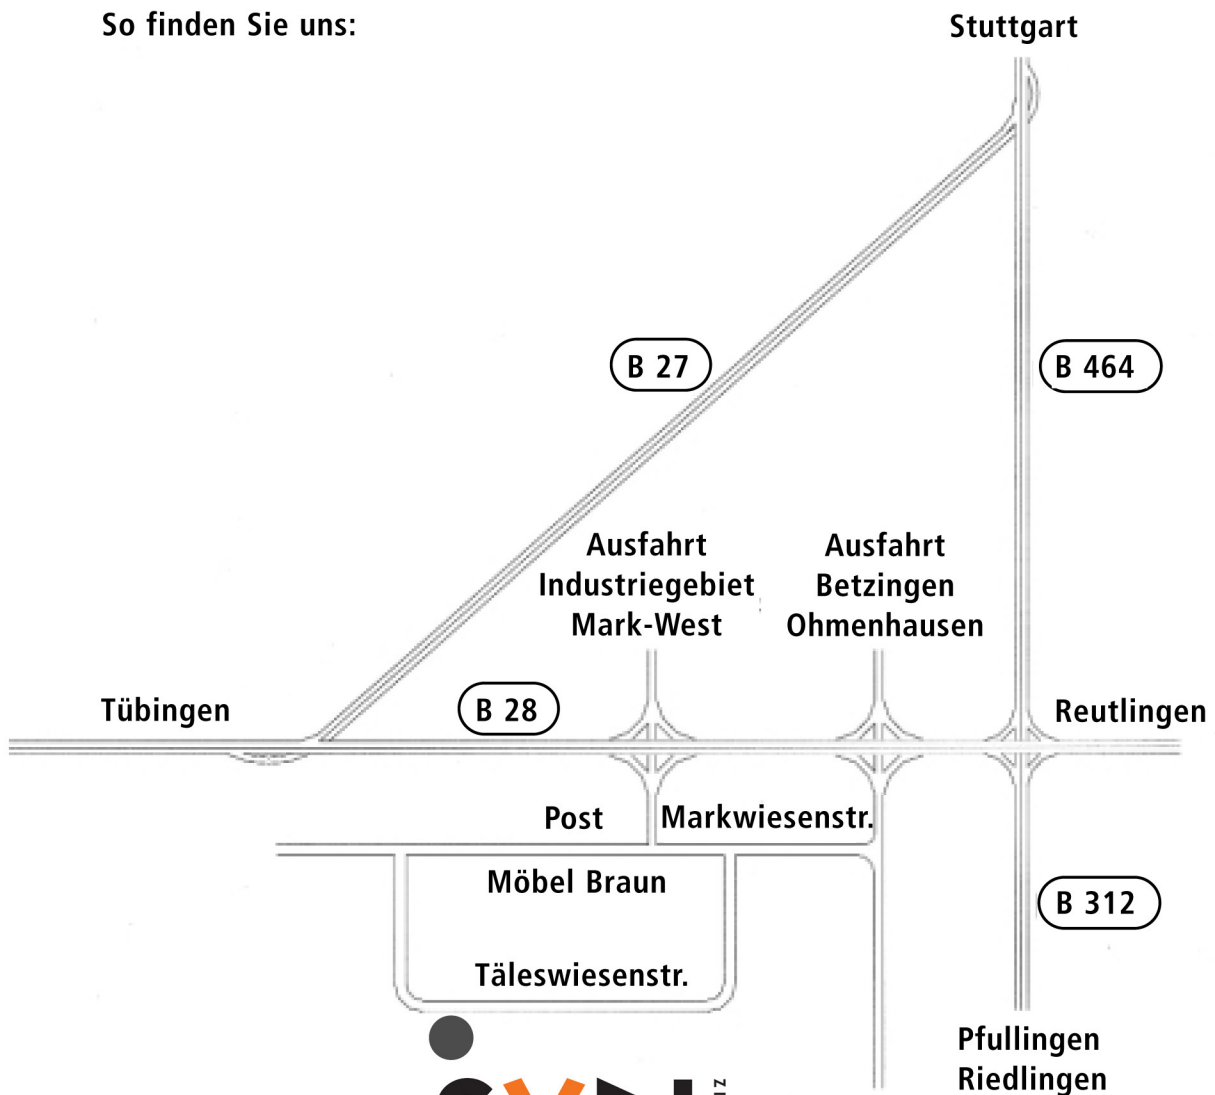 So finden Sie uns:
Stuttgart
B 27
B 464
Ausfahrt
Industriegebiet
Mark-West
Ausfahrt
Betzingen
Ohmenhausen
Tübingen
B 28
Reutlingen
Post
Markwiesenstr.
Möbel Braun
B 312
Täleswiesenstr.
Pfullingen
Riedlingen